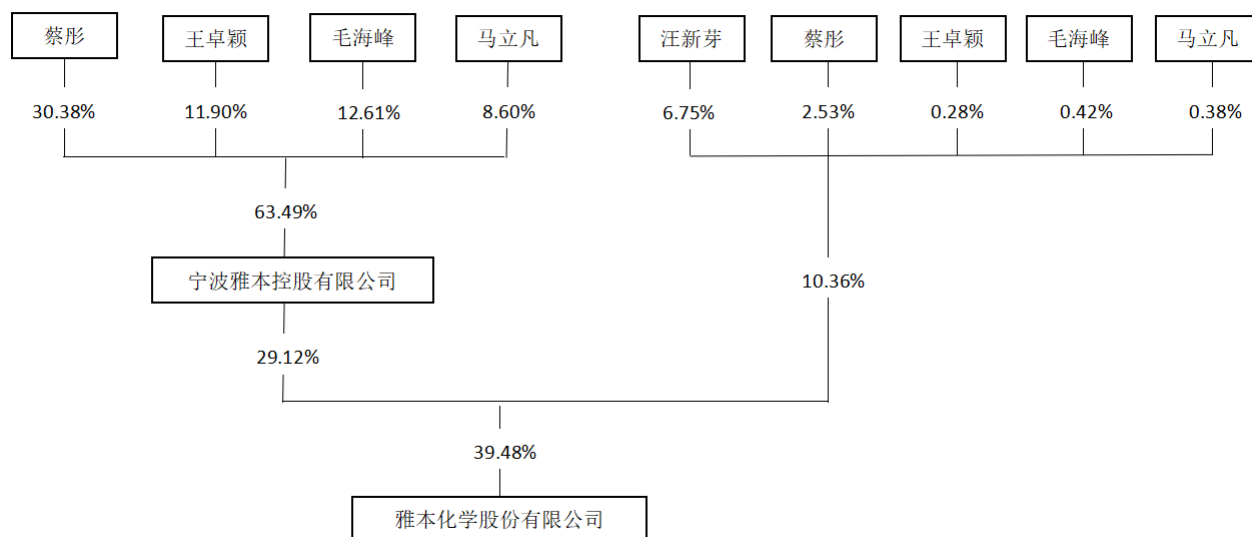 蔡彤 王卓颖 毛海峰 马立凡 汪新芽 蔡彤 王卓颖 毛海峰 马立凡
30.38% 11.90% 12.61% 8.60% 6.75% 2.53% 0.28% 0.42% 0.38%
63.49%
宁波雅本控股有限公司 10.36%
29.12%
39.48%
雅本化学股份有限公司